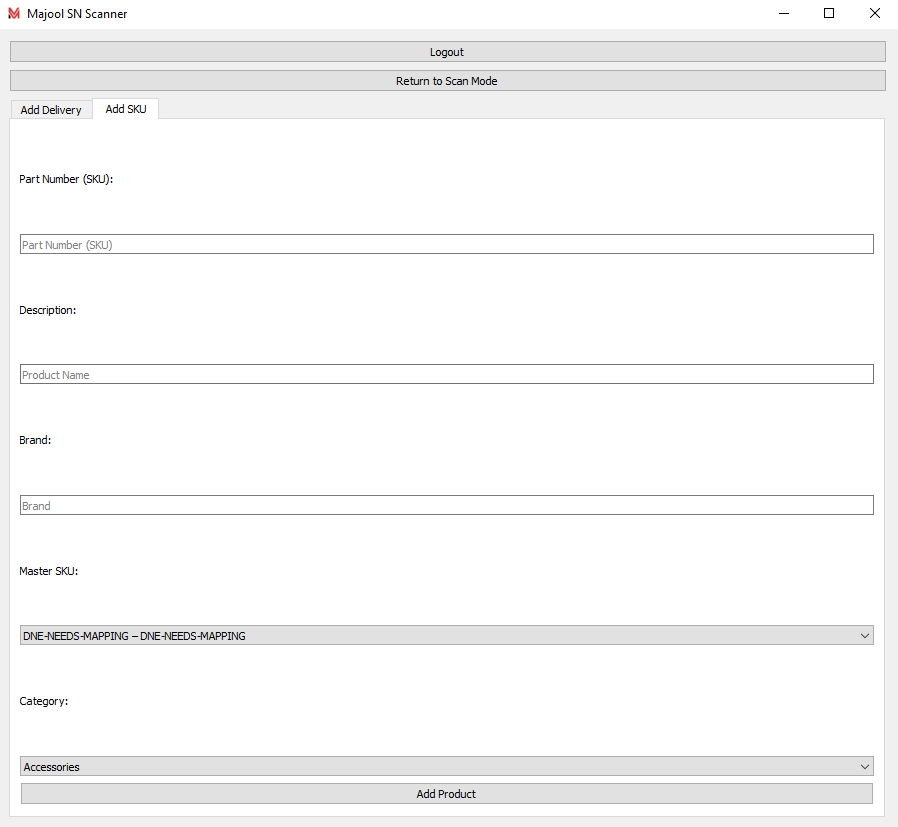 Majool SN Scanner
Logout
Return to Scan Mode
Add Delivery
Add SKU
Part Number (SKU):
Part Number (SKU)
Description:
Product Name
Brand:
Brand
Master SKU:
DNE-NEEDS-MAPPING – DNE-NEEDS-MAPPING
Category:
Accessories
Add Product